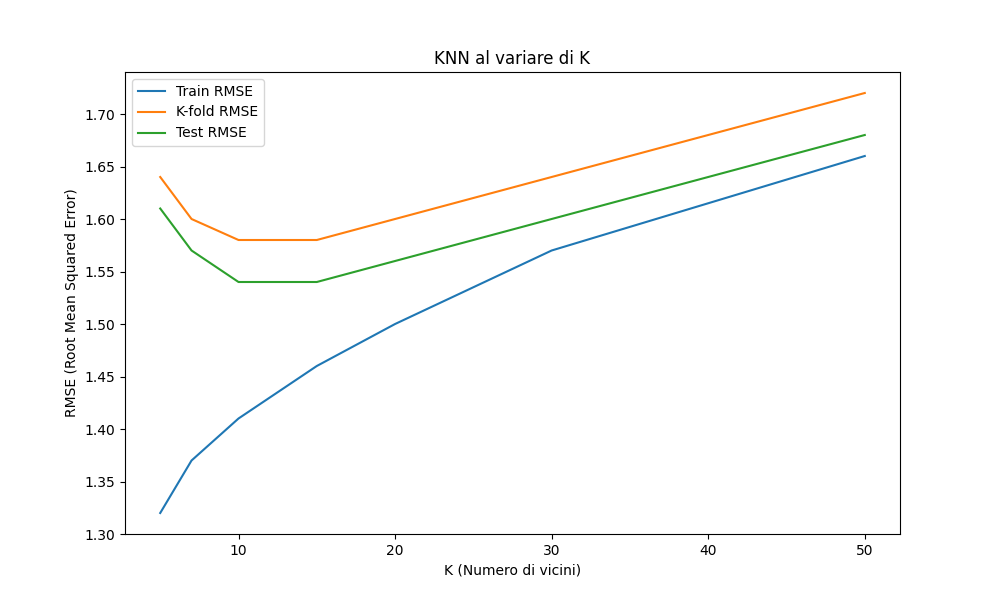 KNN al variare di K
Train RMSE
K-fold RMSE
Test RMSE
RMSE (Root Mean Squared Error)
1.70
1.65
1.60
1.55
1.50
1.45
1.40
1.35
1.30
10 20 30 40 50
K (Numero di vicini)